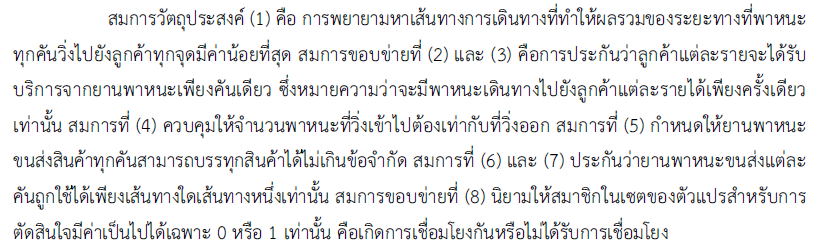 สมการวัตถุประสงค์ (1) คือ การพยายามหาเส้นทางการเดินทางที่ทำให้ผลรวมของระยะทางที่พาหนะ
ทุกคันวิ่งไปยังลูกค้าทุกจุดมีค่าน้อยที่สุด สมการขอบข่ายที่ (2) และ (3) คือการประกันว่าลูกค้าแต่ละรายจะได้รับ
บริการจากยานพาหนะเพียงคันเดียว ซึ่งหมายความว่าจะมีพาหนะเดินทางไปยังลูกค้าแต่ละรายได้เพียงครั้งเดียว
เท่านั้น สมการที่ (4) ควบคุมให้จำนวนพาหนะที่วิ่งเข้าไปต้องเท่ากับที่วิ่งออก สมการที่ (5) กำหนดให้ยานพาหนะ
ขนส่งสินค้าทุกคันสามารถบรรทุกสินค้าได้ไม่เกินข้อจำกัด สมการที่ (6) และ (7) ประกันว่ายานพาหนะขนส่งแต่ละ
คันถูกใช้ได้เพียงเส้นทางใดเส้นทางหนึ่งเท่านั้น สมการขอบข่ายที่ (8) นิยามให้สมาชิกในเซตของตัวแปรสำหรับการ
ตัดสินใจมีค่าเป็นไปได้เฉพาะ 0 หรือ 1 เท่านั้น คือเกิดการเชื่อมโยงกันหรือไม่ได้รับการเชื่อมโยง